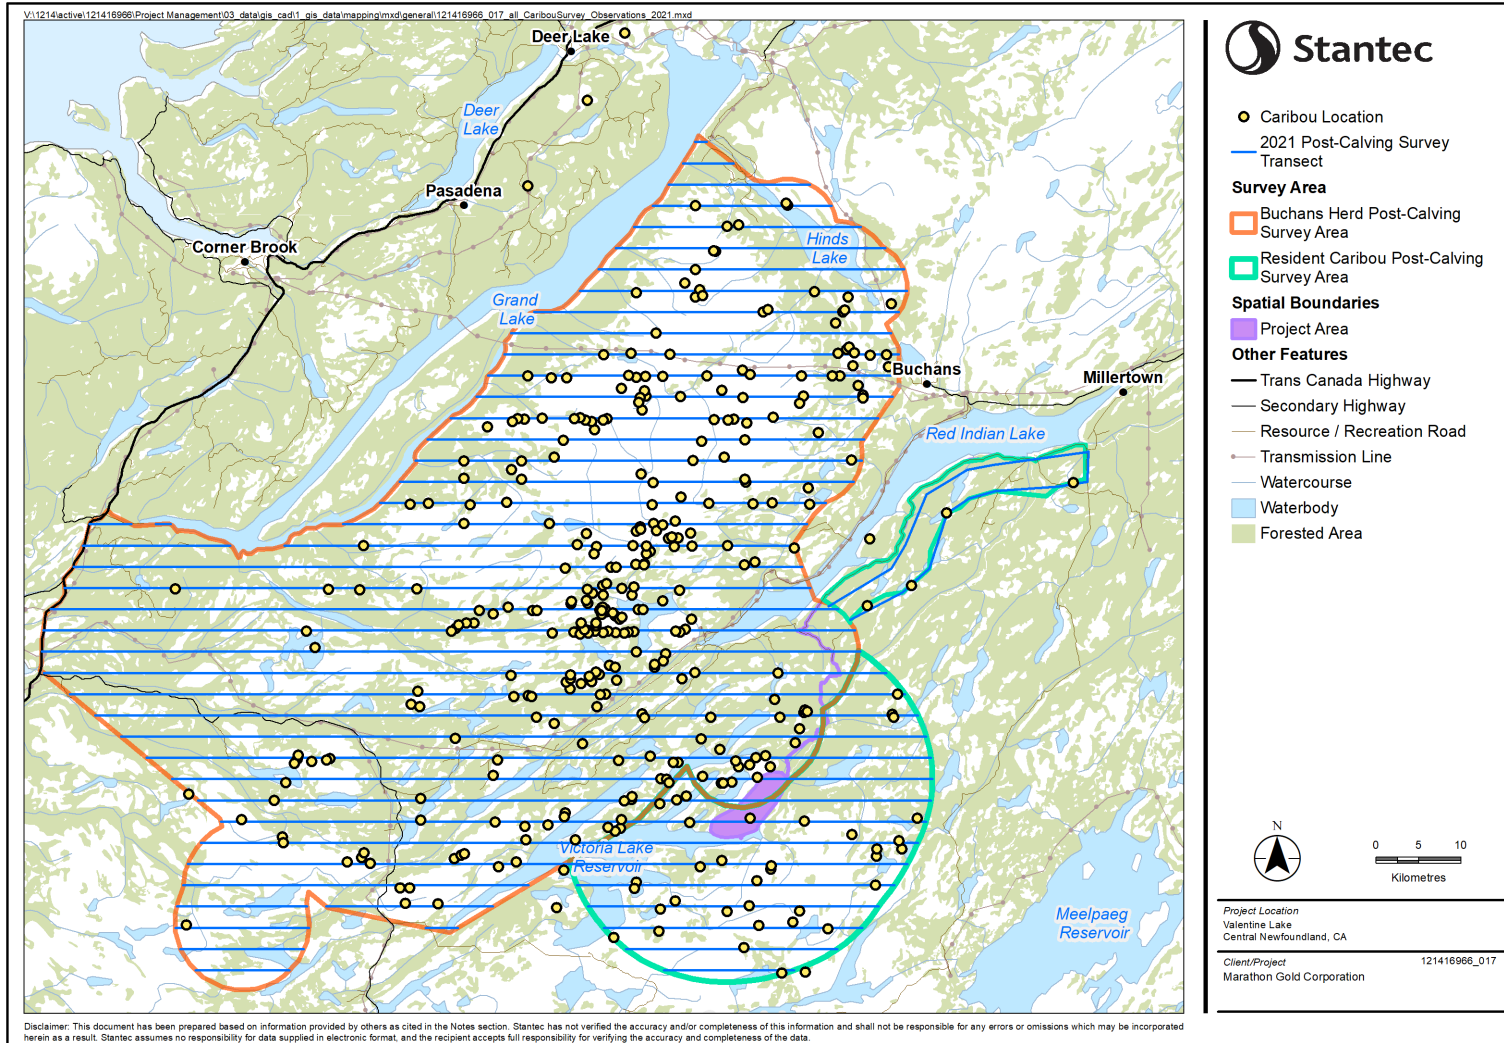 V:\1214\active\121416966\Project Management\03_data\gis_cad\1_gis_data\mapping\mxd\general\121416966_017_all_CaribouSurvey_Observations_2021.mxd
Deer Lake
Deer
Lake
Pasadena
Corner Brook
Hinds
Lake
Grand
Lake
Buchans
Millertown
Red Indian Lake
Victoria Lake
Reservoir
Meelpaeg
Reservoir
Stantec
Caribou Location
2021 Post-Calving Survey
Transect
Survey Area
Buchans Herd Post-Calving
Survey Area
Resident Caribou Post-Calving
Survey Area
Spatial Boundaries
Project Area
Other Features
Trans Canada Highway
Secondary Highway
Resource / Recreation Road
Transmission Line
Watercourse
Waterbody
Forested Area
N
0 5 10
Kilometres
Project Location
Valentine Lake
Central Newfoundland, CA
Client/Project 121416966_017
Marathon Gold Corporation
Disclaimer: This document has been prepared based on information provided by others as cited in the Notes section. Stantec has not verified the accuracy and/or completeness of this information and shall not be responsible for any errors or omissions which may be incorporated
herein as a result. Stantec assumes no responsibility for data supplied in electronic format, and the recipient accepts full responsibility for verifying the accuracy and completeness of the data.